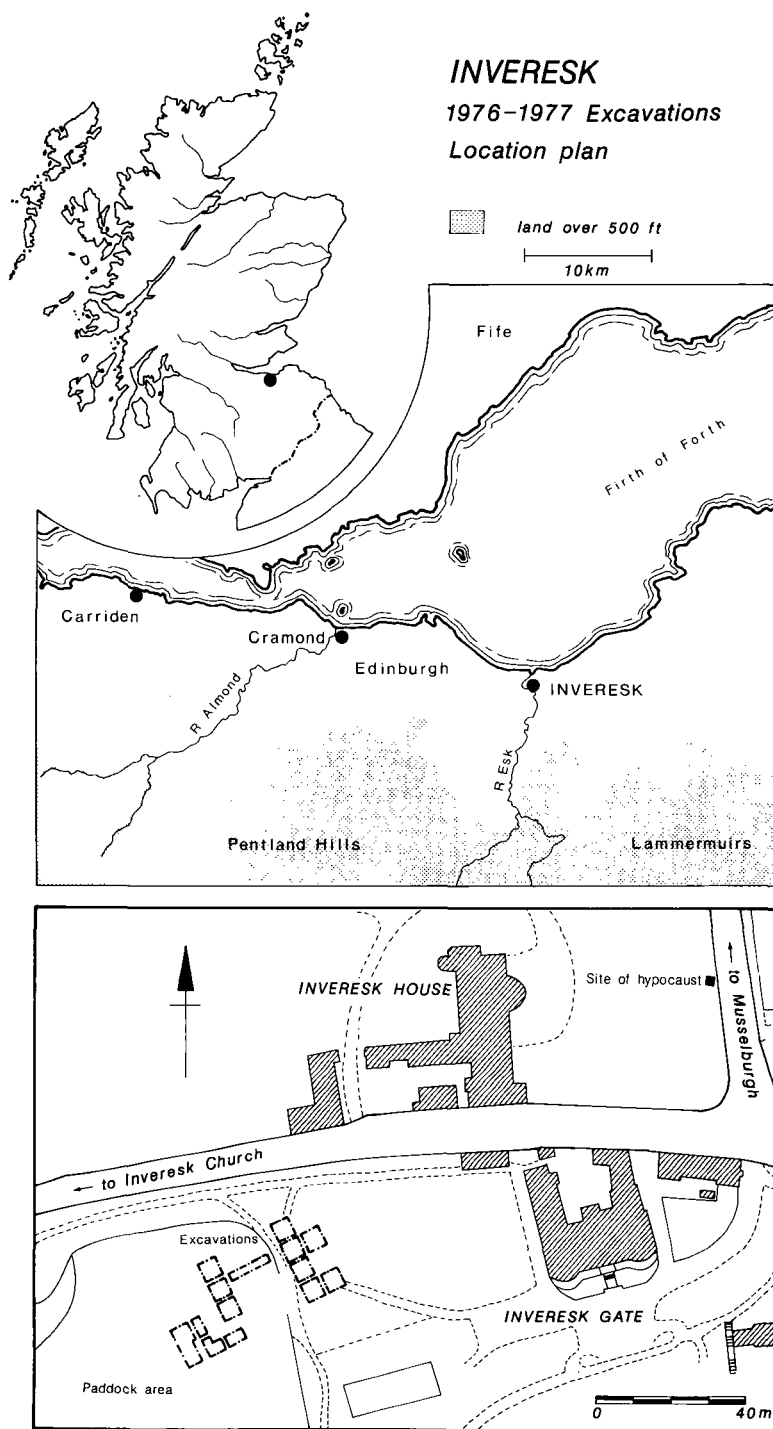 INVERESK
1976-1977 Excavations
Location plan
land over 500 ft
10km
Fife
Firth of Forth
Carriden
Cramond
Edinburgh
INVERESK
R Almond
R Esk
Pentland Hills
Lammermuirs
INVERESK HOUSE
Site of hypocaust
← to Musselburgh
← to Inveresk Church
Excavations
INVERESK GATE
Paddock area
0 40m